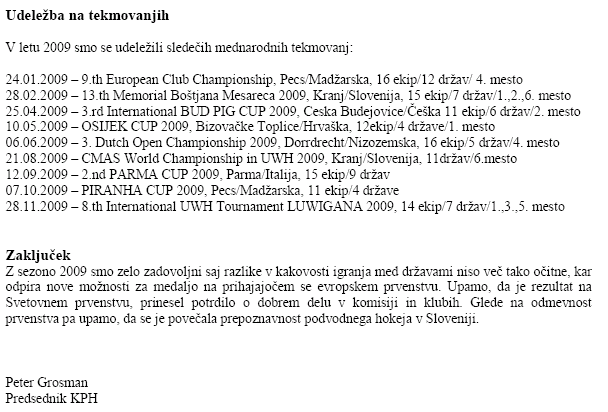 Udeležba na tekmovanjih
V letu 2009 smo se udeležili sledečih mednarodnih tekmovanj:
24.01.2009 – 9.th European Club Championship, Pecs/Madžarska, 16 ekip/12 držav/ 4. mesto
28.02.2009 – 13.th Memorial Boštjana Mesareca 2009, Kranj/Slovenija, 15 ekip/7 držav/1.,2.,6. mesto
25.04.2009 – 3.rd International BUD PIG CUP 2009, Ceska Budejovice/Češka 11 ekip/6 držav/2. mesto
10.05.2009 – OSIJEK CUP 2009, Bizovačke Toplice/Hrvaška, 12ekip/4 države/1. mesto
06.06.2009 – 3. Dutch Open Championship 2009, Dorrdrecht/Nizozemska, 16 ekip/5 držav/4. mesto
21.08.2009 – CMAS World Championship in UWH 2009, Kranj/Slovenija, 11držav/6.mesto
12.09.2009 – 2.nd PARMA CUP 2009, Parma/Italija, 15 ekip/9 držav
07.10.2009 – PIRANHA CUP 2009, Pecs/Madžarska, 11 ekip/4 države
28.11.2009 – 8.th International UWH Tournament LUWIGANA 2009, 14 ekip/7 držav/1.,3.,5. mesto
Zaključek
Z sezono 2009 smo zelo zadovoljni saj razlike v kakovosti igranja med državami niso več tako očitne, kar
odpira nove možnosti za medaljo na prihajajočem se evropskem prvenstvu. Upamo, da je rezultat na
Svetovnem prvenstvu, prinesel potrdilo o dobrem delu v komisiji in klubih. Glede na odmevnost
prvenstva pa upamo, da se je povečala prepoznavnost podvodnega hokeja v Sloveniji.
Peter Grosman
Predsednik KPH